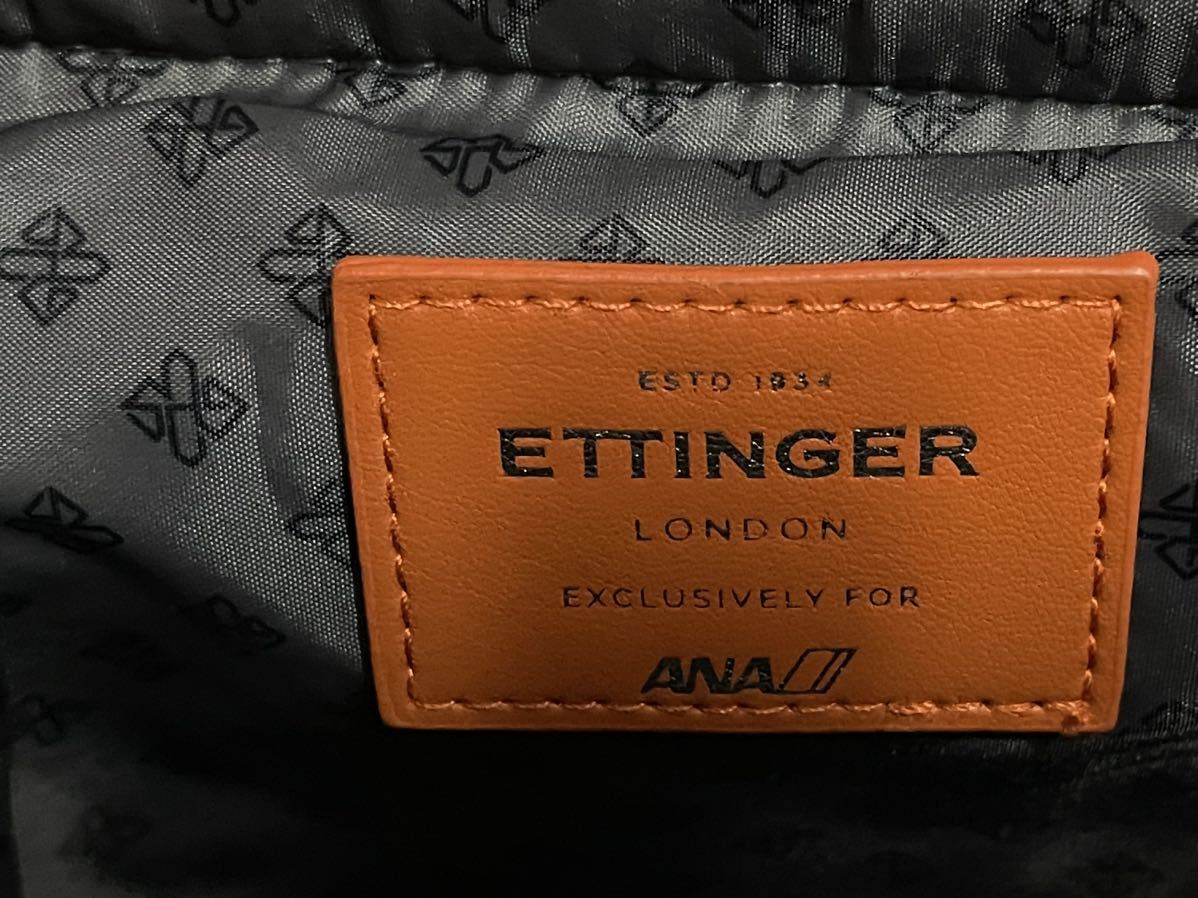 ESTD 1934
ETTINGER
LONDON
EXCLUSIVELY FOR
ANA